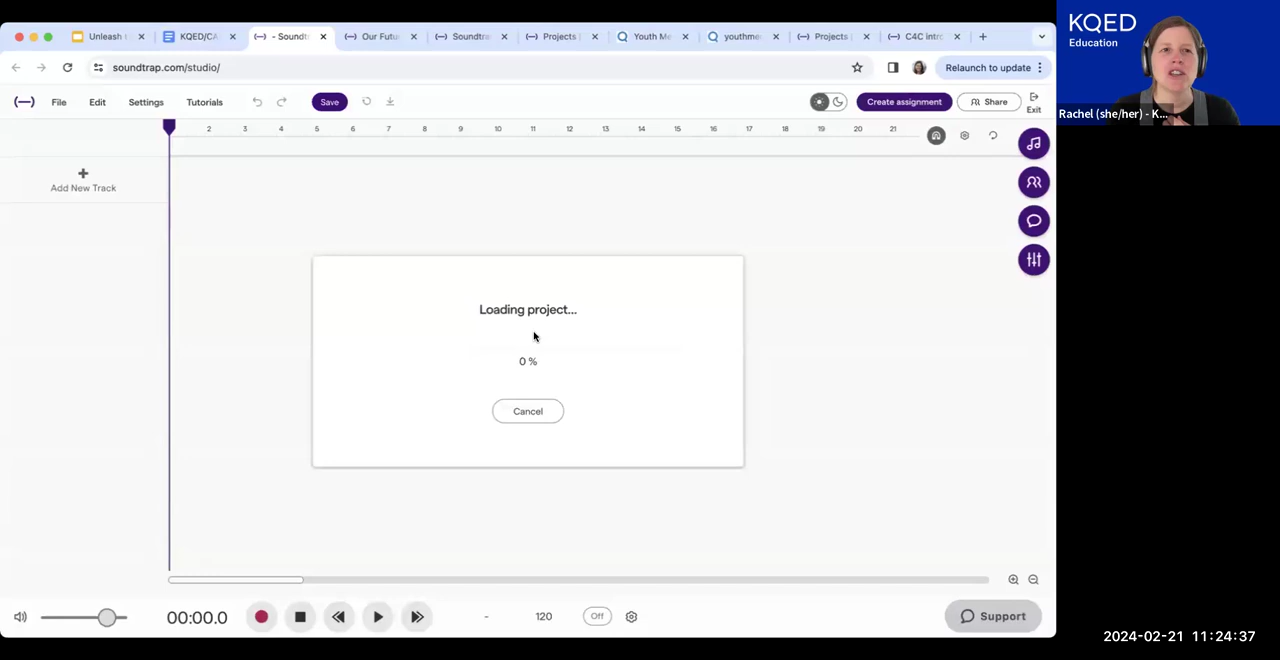 Unleash
KQED/CA
- Soundtr
Our Futu
Soundtra
Projects |
Youth Me
youthme
Projects |
C4C Intro
soundtrap.com/studio/
Relaunch to update
File
Edit
Settings
Tutorials
Save
Create assignment
Share
Exit
2 3 4 5 6 7 8 9 10 11 12 13 14 15 16 17 18 19 20 21
Add New Track
Loading project...
0 %
Cancel
00:00.0
-
120
Off
Support
KQED
Education
Rachel (she/her) - K...
2024-02-21 11:24:37